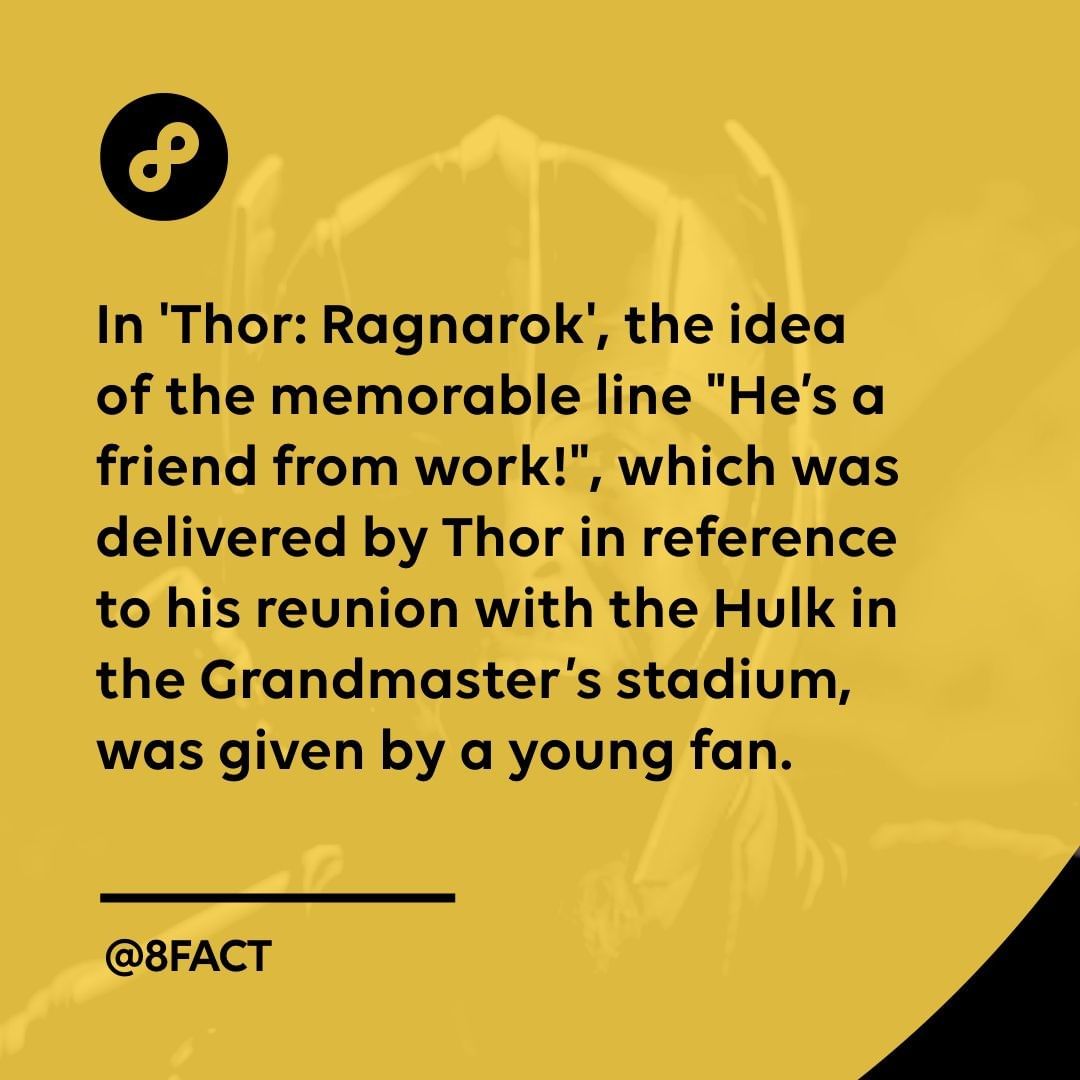 In 'Thor: Ragnarok', the idea
of the memorable line "He’s a
friend from work!", which was
delivered by Thor in reference
to his reunion with the Hulk in
the Grandmaster’s stadium,
was given by a young fan.
@8FACT